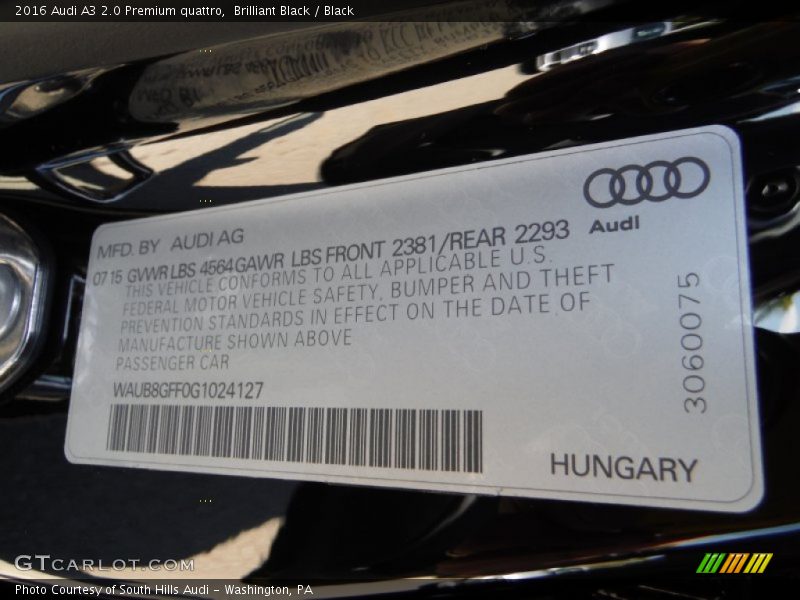 2016 Audi A3 2.0 Premium quattro, Brilliant Black / Black
Audi
MFD. BY AUDI AG
07 15 GVWR LBS 4564 GAWR LBS FRONT 2381/REAR 2293
THIS VEHICLE CONFORMS TO ALL APPLICABLE U.S.
FEDERAL MOTOR VEHICLE SAFETY, BUMPER AND THEFT
PREVENTION STANDARDS IN EFFECT ON THE DATE OF
MANUFACTURE SHOWN ABOVE
PASSENGER CAR
WAUB8GFF0G1024127
3060075
HUNGARY
GTcarlot.com
Photo Courtesy of South Hills Audi - Washington, PA